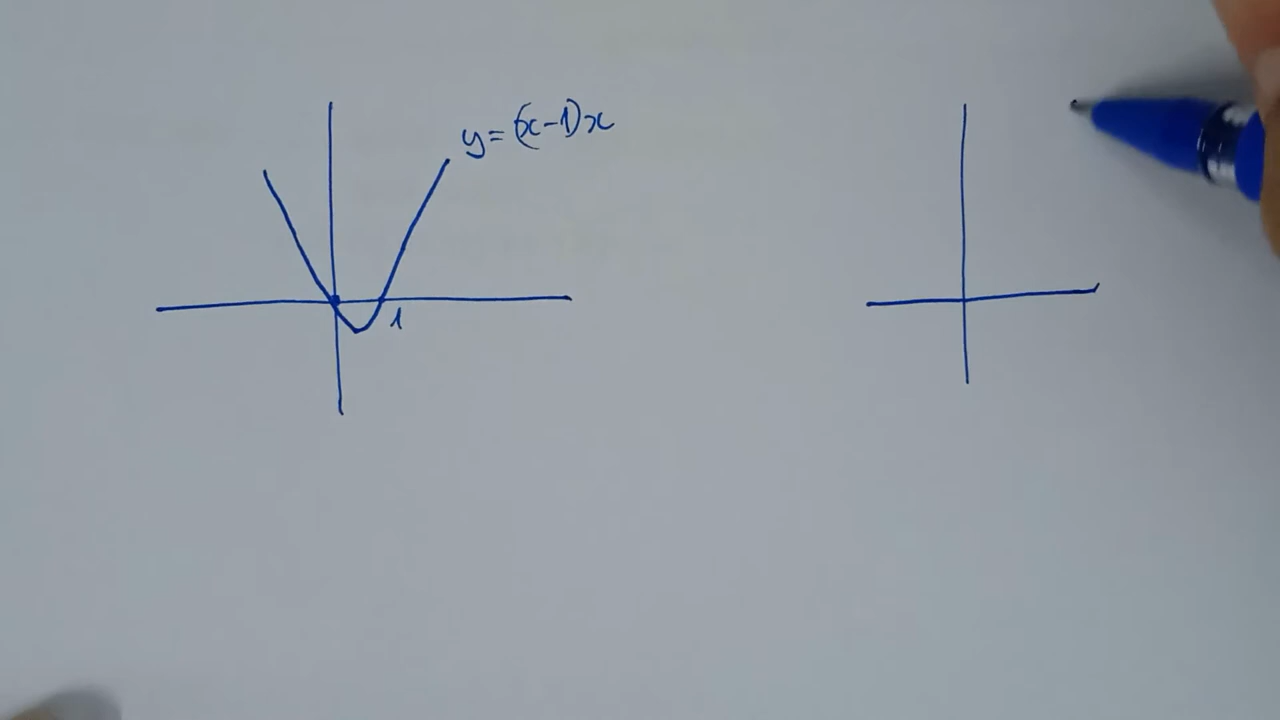 y = (x-1)x
1